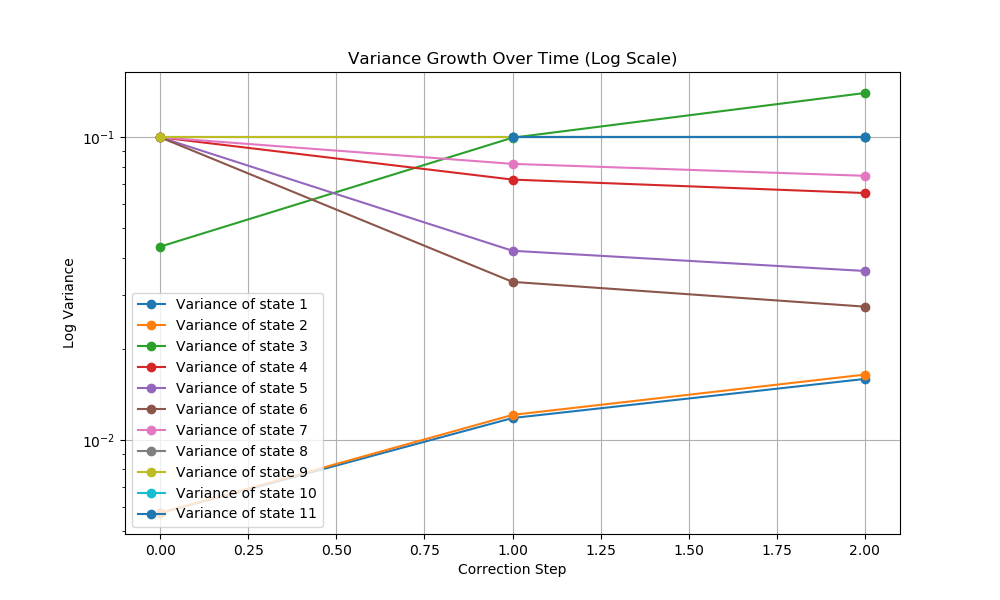 Variance Growth Over Time (Log Scale)
Log Variance
10⁻¹
10⁻²
Variance of state 1
Variance of state 2
Variance of state 3
Variance of state 4
Variance of state 5
Variance of state 6
Variance of state 7
Variance of state 8
Variance of state 9
Variance of state 10
Variance of state 11
0.00 0.25 0.50 0.75 1.00 1.25 1.50 1.75 2.00
Correction Step